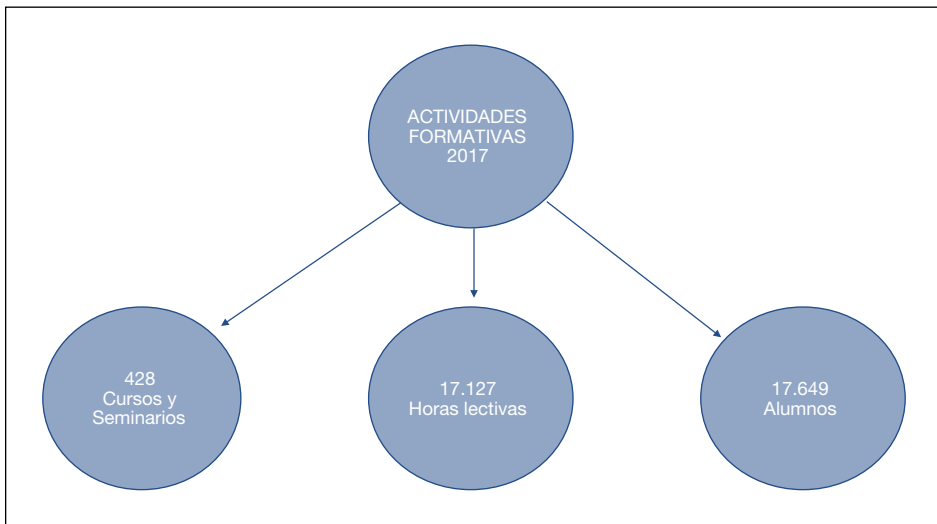 ACTIVIDADES
FORMATIVAS
2017
428
Cursos y
Seminarios
17.127
Horas lectivas
17.649
Alumnos